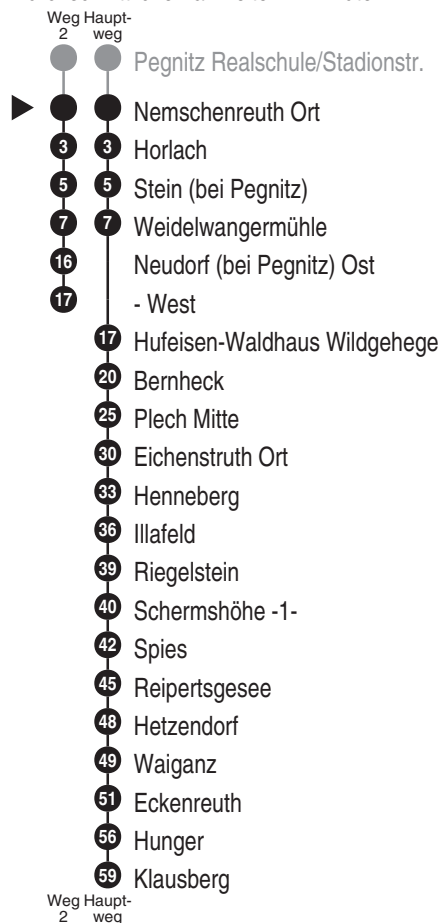 Weg Haupt-
2 weg
Pegnitz Realschule/Stadionstr.
Nemschenreuth Ort
3 3 Horlach
5 5 Stein (bei Pegnitz)
7 7 Weidelwangermühle
16 Neudorf (bei Pegnitz) Ost
17 - West
17 Hufeisen-Waldhaus Wildgehege
20 Bernheck
25 Plech Mitte
30 Eichenstruth Ort
33 Henneberg
36 Illafeld
39 Riegelstein
40 Schermshöhe -1-
42 Spies
45 Reipertsgesee
48 Hetzendorf
49 Waiganz
51 Eckenreuth
56 Hunger
59 Klausberg
Weg Haupt-
2 weg